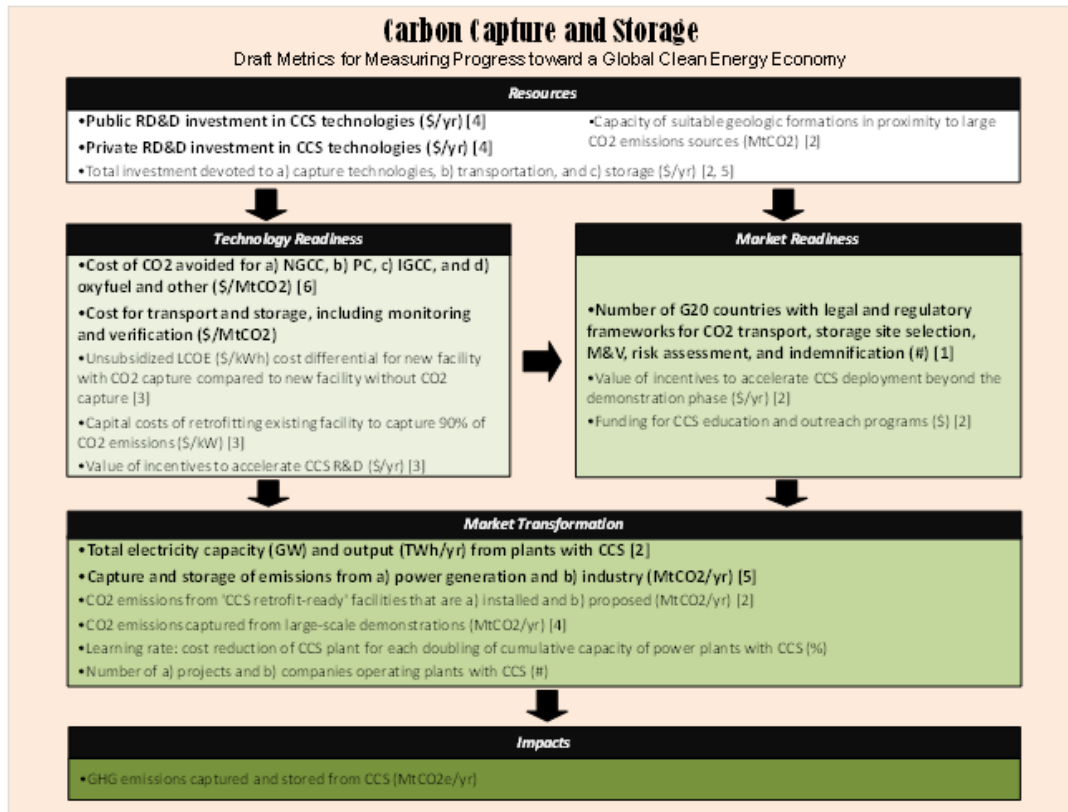 Carbon Capture and Storage
Draft Metrics for Measuring Progress toward a Global Clean Energy Economy
Resources
•Public RD&D investment in CCS technologies ($/yr) [4]
•Private RD&D investment in CCS technologies ($/yr) [4]
•Total investment devoted to a) capture technologies, b) transportation, and c) storage ($/yr) [2, 5]
•Capacity of suitable geologic formations in proximity to large
CO2 emissions sources (MtCO2) [2]
Technology Readiness
•Cost of CO2 avoided for a) NGCC, b) PC, c) IGCC, and d)
oxyfuel and other ($/MtCO2) [6]
•Cost for transport and storage, including monitoring
and verification ($/MtCO2)
•Unsubsidized LCOE ($/kWh) cost differential for new facility
with CO2 capture compared to new facility without CO2
capture [3]
•Capital costs of retrofitting existing facility to capture 90% of
CO2 emissions ($/kW) [3]
•Value of incentives to accelerate CCS R&D ($/yr) [3]
Market Readiness
•Number of G20 countries with legal and regulatory
frameworks for CO2 transport, storage site selection,
M&V, risk assessment, and indemnification (#) [1]
•Value of incentives to accelerate CCS deployment beyond the
demonstration phase ($/yr) [2]
•Funding for CCS education and outreach programs ($) [2]
Market Transformation
•Total electricity capacity (GW) and output (TWh/yr) from plants with CCS [2]
•Capture and storage of emissions from a) power generation and b) industry (MtCO2/yr) [5]
•CO2 emissions from 'CCS retrofit-ready' facilities that are a) installed and b) proposed (MtCO2/yr) [2]
•CO2 emissions captured from large-scale demonstrations (MtCO2/yr) [4]
•Learning rate: cost reduction of CCS plant for each doubling of cumulative capacity of power plants with CCS (%)
•Number of a) projects and b) companies operating plants with CCS (#)
Impacts
•GHG emissions captured and stored from CCS (MtCO2e/yr)